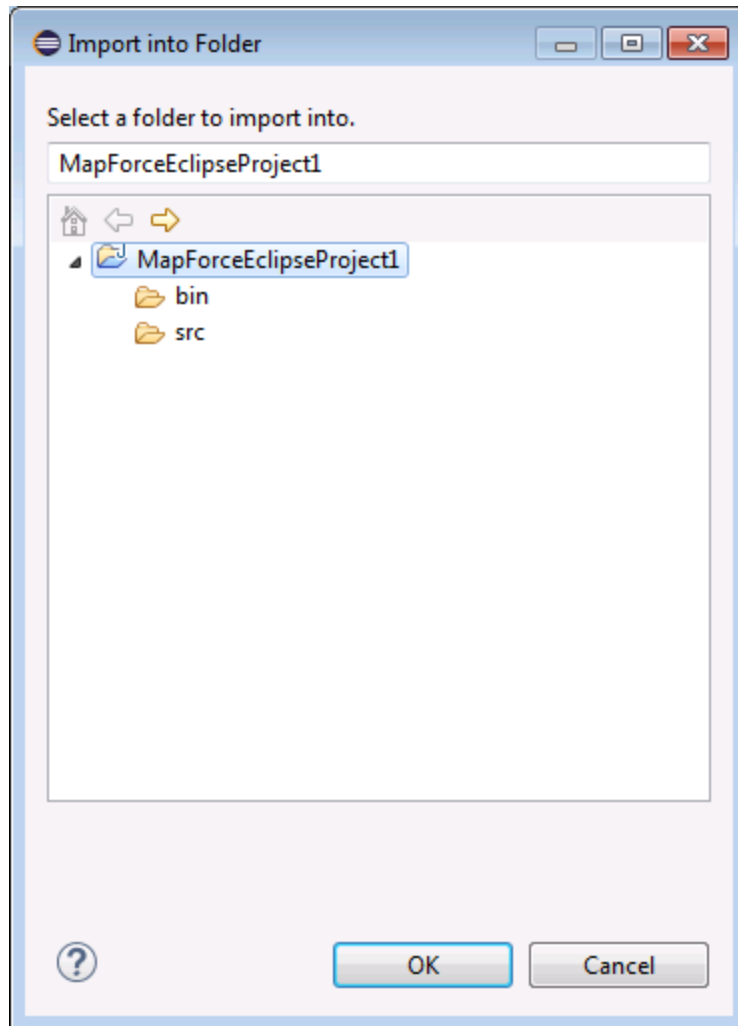 Import into Folder
Select a folder to import into.
MapForceEclipseProject1
MapForceEclipseProject1
bin
src
?
OK Cancel